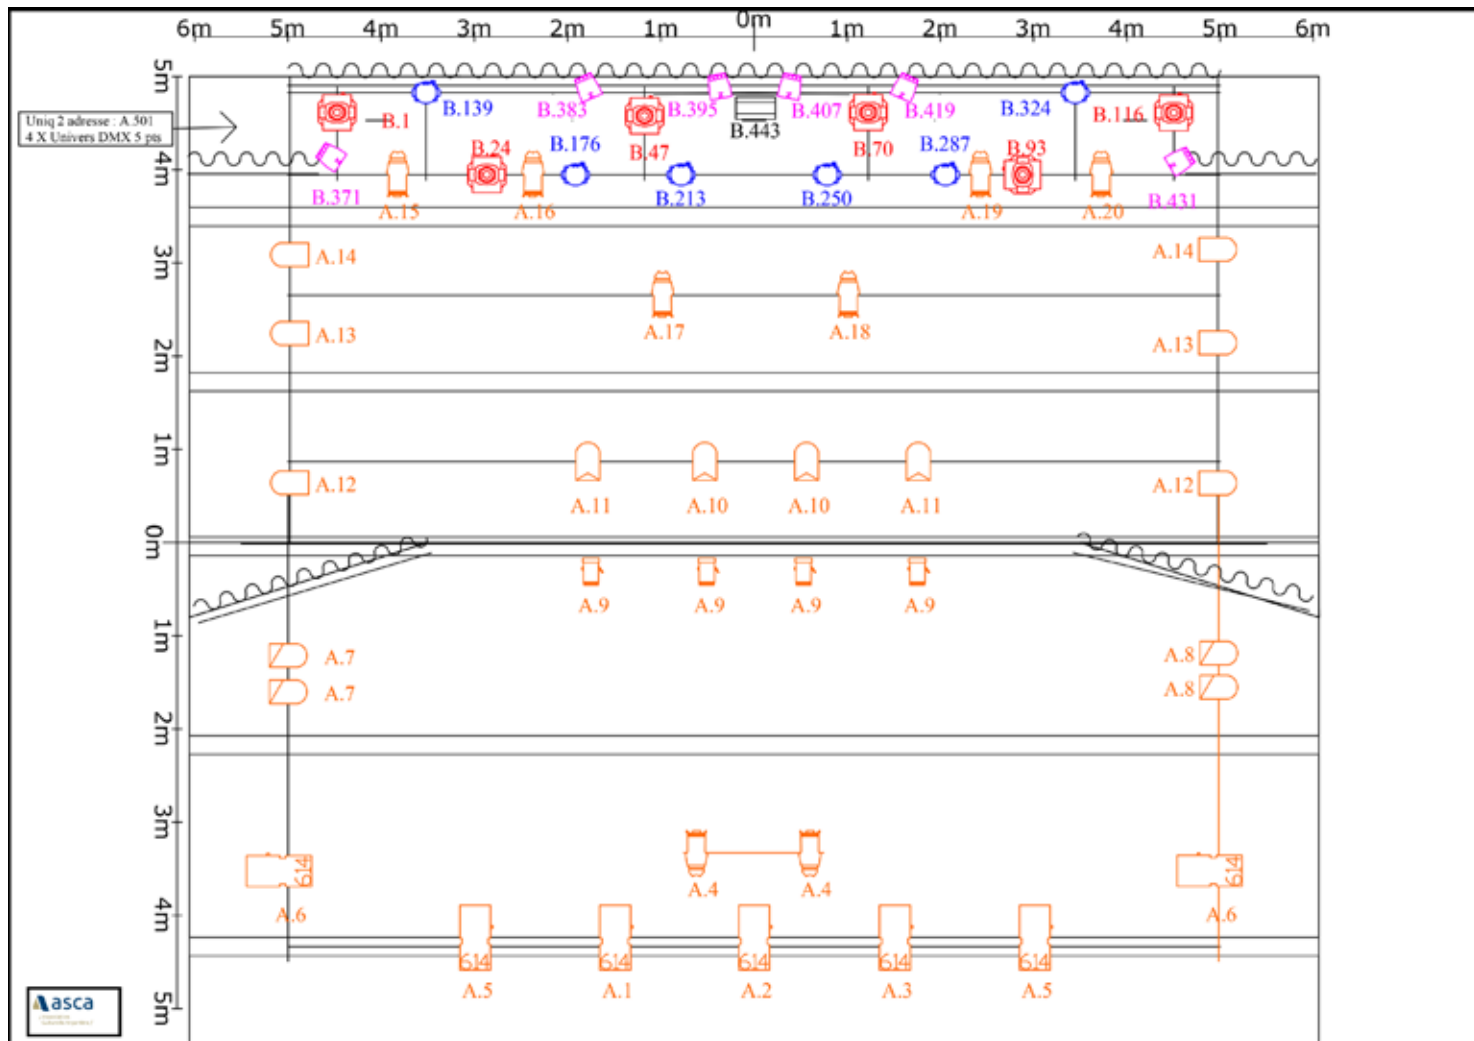 6m 5m 4m 3m 2m 1m 0m 1m 2m 3m 4m 5m 6m
5m
B.139 B.383 B.395 B.407 B.419 B.324
Uniq 2 adresse : A.501
4 X Univers DMX 5 pts
B.1 B.443 B.116
B.24 B.176 B.47 B.70 B.287 B.93
4m
B.371 A.15 A.16 B.213 B.250 A.19 A.20 B.431
3m
A.14 A.14
A.17 A.18
A.13 A.13
2m
1m
A.12 A.11 A.10 A.10 A.11 A.12
0m
A.9 A.9 A.9 A.9
1m
A.7 A.8
A.7 A.8
2m
3m
614 614
A.4 A.4
A.6 A.6
4m
614 614 614 614 614
A.5 A.1 A.2 A.3 A.5
5m
asca